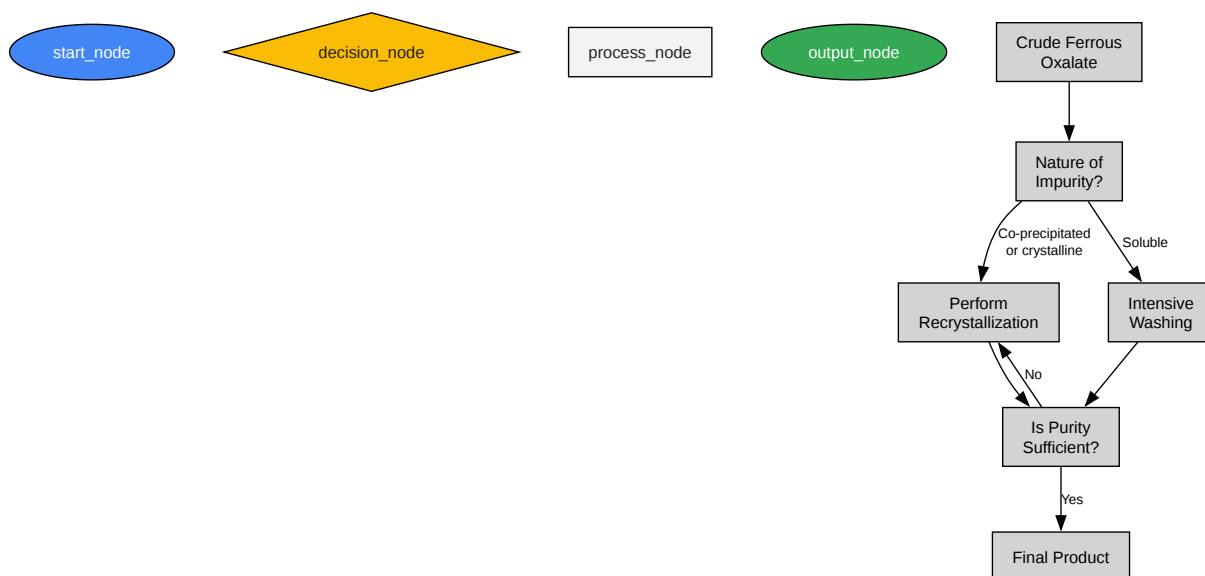 start_node
decision_node
process_node
output_node
Crude Ferrous
Oxalate
Nature of
Impurity?
Co-precipitated
or crystalline
Soluble
Perform
Recrystallization
Intensive
Washing
No
Is Purity
Sufficient?
Yes
Final Product